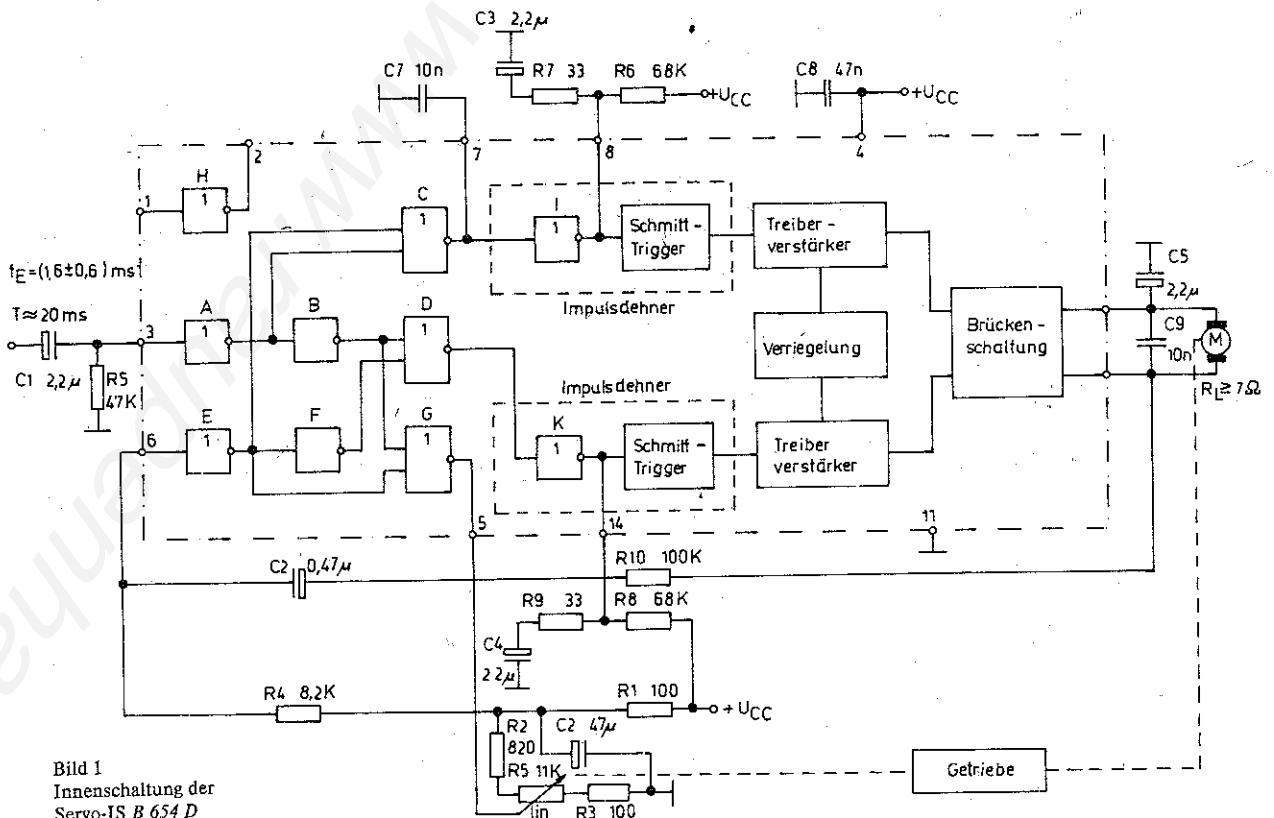 C3 2,2µ
C7 10n
R7 33
R6 68K
+UCC
C8 47n
+UCC
2
7
8
4
H
1
1
C
1
I
1
Schmitt-
Trigger
Treiber-
verstärker
tE=(1,6±0,6) ms
T≈20 ms
C1 2,2µ
R5
47K
3
A
1
B
1
D
1
Impulsdehner
Verriegelung
Brücken-
schaltung
C5
2,2µ
C9
10n
M
RL≥7Ω
Impulsdehner
6
E
1
F
1
G
1
K
1
Schmitt-
Trigger
Treiber
verstärker
5
14
11
C2 0,47µ
R10 100K
R9 33
R8 68K
C4
2 2µ
R4 8,2K
R1 100
+UCC
R2
820
C2 47µ
R5 11K
lin
R3 100
Getriebe
Bild 1
Innenschaltung der
Servo-IS B 654 D